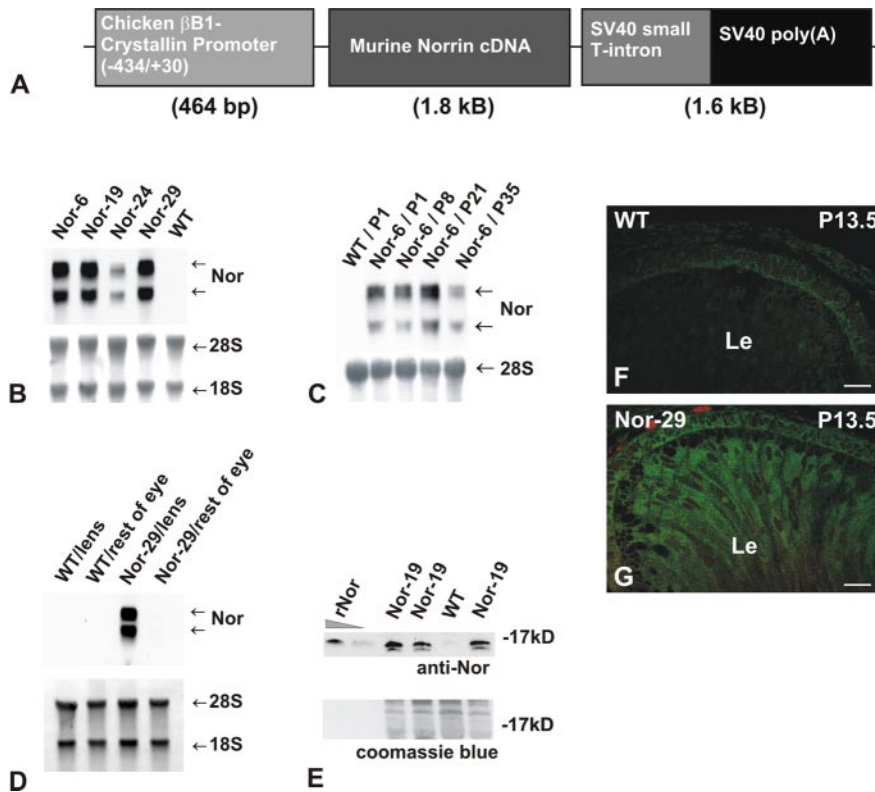 Chicken βB1-
Crystallin Promoter
(-434/+30)
Murine Norrin cDNA
SV40 small
T-intron
SV40 poly(A)
A
(464 bp)
(1.8 kB)
(1.6 kB)
Nor-6
Nor-19
Nor-24
Nor-29
WT
←
Nor
←
←28S
←18S
B
WT / P1
Nor-6 / P1
Nor-6 / P8
Nor-6 / P21
Nor-6 / P35
←
Nor
←
←28S
C
WT
P13.5
Le
F
Nor-29
P13.5
Le
G
WT/lens
WT/rest of eye
Nor-29/lens
Nor-29/rest of eye
←
Nor
←
←28S
←18S
D
rNor
Nor-19
Nor-19
WT
Nor-19
-17kD
anti-Nor
-17kD
coomassie blue
E